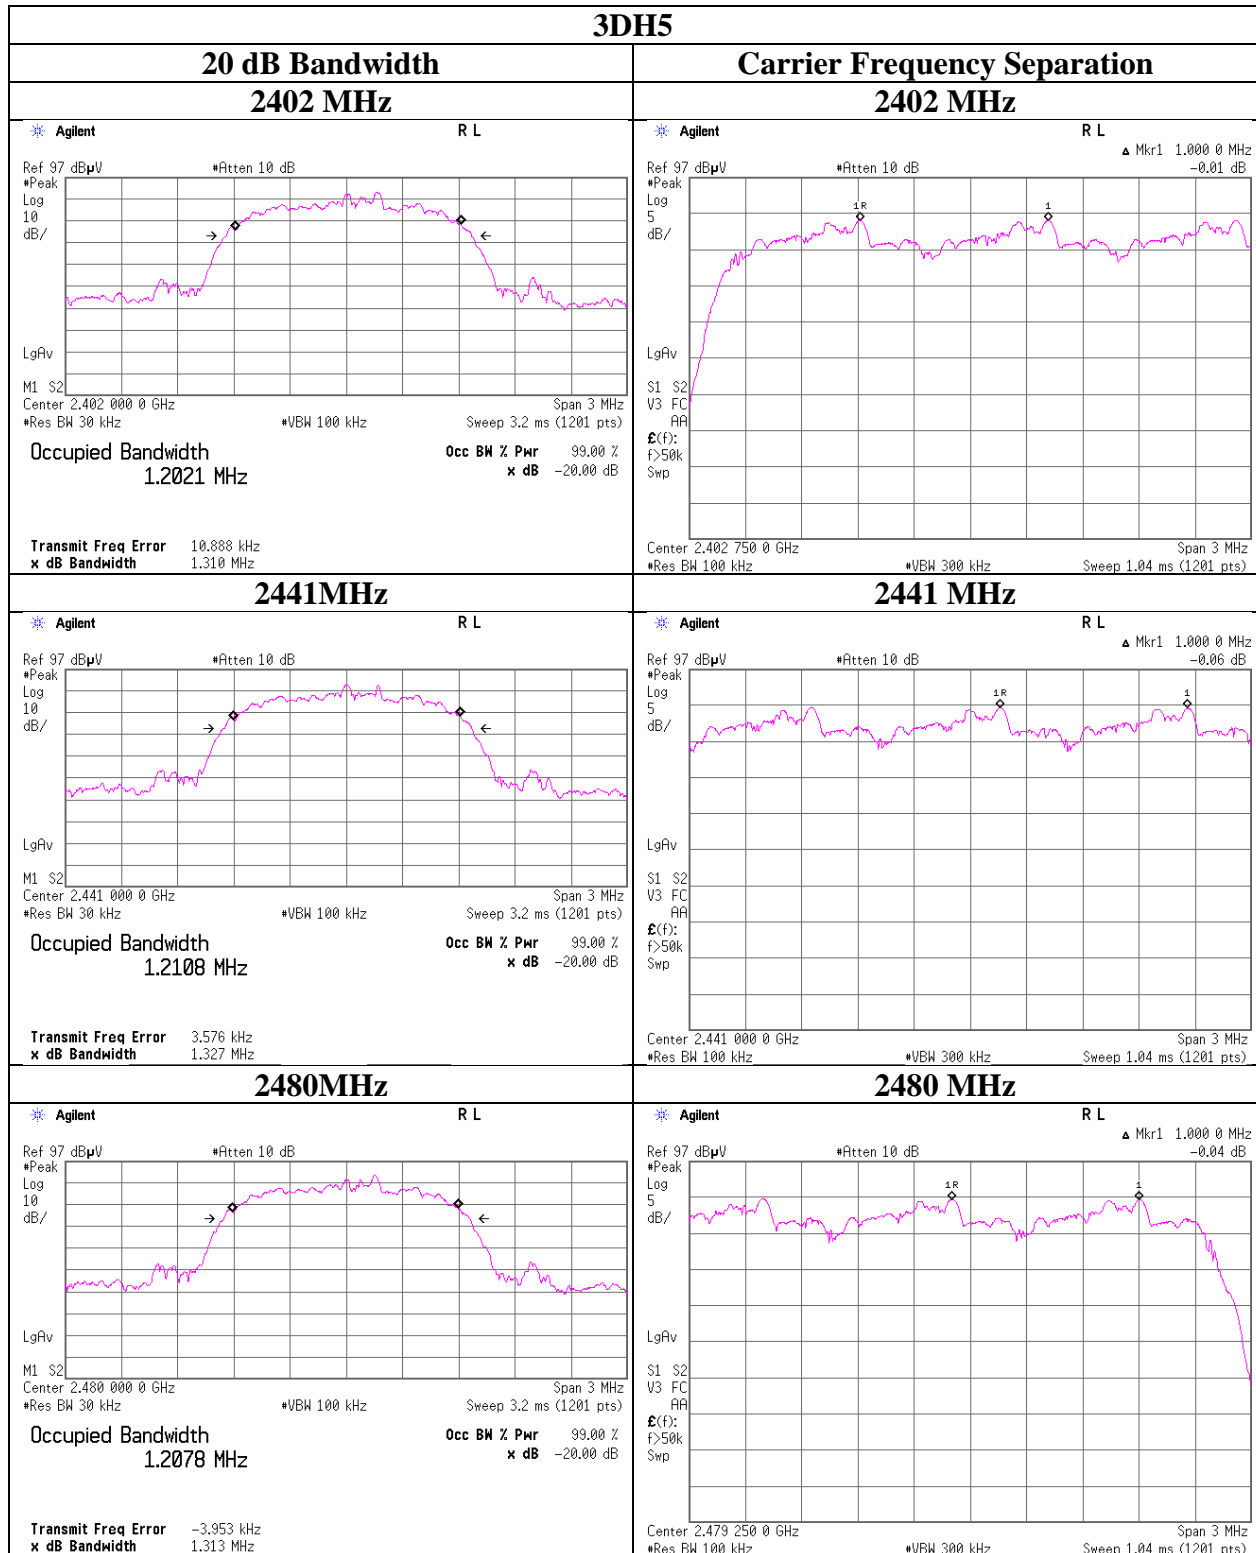 3DH5
20 dB Bandwidth
Carrier Frequency Separation
2402 MHz
2402 MHz
Agilent R L
Ref 97 dBµV #Atten 10 dB
#Peak
Log
10
dB/
LgAv
M1 S2
Center 2.402 000 0 GHz Span 3 MHz
#Res BW 30 kHz #VBW 100 kHz Sweep 3.2 ms (1201 pts)
Occupied Bandwidth Occ BW % Pwr 99.00 %
1.2021 MHz x dB -20.00 dB
Transmit Freq Error 10.888 kHz
x dB Bandwidth 1.310 MHz
Agilent R L
Δ Mkr1 1.000 0 MHz
Ref 97 dBµV #Atten 10 dB -0.01 dB
#Peak
Log
5
dB/
1R 1
LgAv
S1 S2
V3 FC
AA
£(f):
f>50k
Swp
Center 2.402 750 0 GHz Span 3 MHz
#Res BW 100 kHz #VBW 300 kHz Sweep 1.04 ms (1201 pts)
2441MHz
2441 MHz
Agilent R L
Ref 97 dBµV #Atten 10 dB
#Peak
Log
10
dB/
LgAv
M1 S2
Center 2.441 000 0 GHz Span 3 MHz
#Res BW 30 kHz #VBW 100 kHz Sweep 3.2 ms (1201 pts)
Occupied Bandwidth Occ BW % Pwr 99.00 %
1.2108 MHz x dB -20.00 dB
Transmit Freq Error 3.576 kHz
x dB Bandwidth 1.327 MHz
Agilent R L
Δ Mkr1 1.000 0 MHz
Ref 97 dBµV #Atten 10 dB -0.06 dB
#Peak
Log
5
dB/
1R 1
LgAv
S1 S2
V3 FC
AA
£(f):
f>50k
Swp
Center 2.441 000 0 GHz Span 3 MHz
#Res BW 100 kHz #VBW 300 kHz Sweep 1.04 ms (1201 pts)
2480MHz
2480 MHz
Agilent R L
Ref 97 dBµV #Atten 10 dB
#Peak
Log
10
dB/
LgAv
M1 S2
Center 2.480 000 0 GHz Span 3 MHz
#Res BW 30 kHz #VBW 100 kHz Sweep 3.2 ms (1201 pts)
Occupied Bandwidth Occ BW % Pwr 99.00 %
1.2078 MHz x dB -20.00 dB
Transmit Freq Error -3.953 kHz
x dB Bandwidth 1.313 MHz
Agilent R L
Δ Mkr1 1.000 0 MHz
Ref 97 dBµV #Atten 10 dB -0.04 dB
#Peak
Log
5
dB/
1R 1
LgAv
S1 S2
V3 FC
AA
£(f):
f>50k
Swp
Center 2.479 250 0 GHz Span 3 MHz
#Res BW 100 kHz #VBW 300 kHz Sweep 1.04 ms (1201 pts)